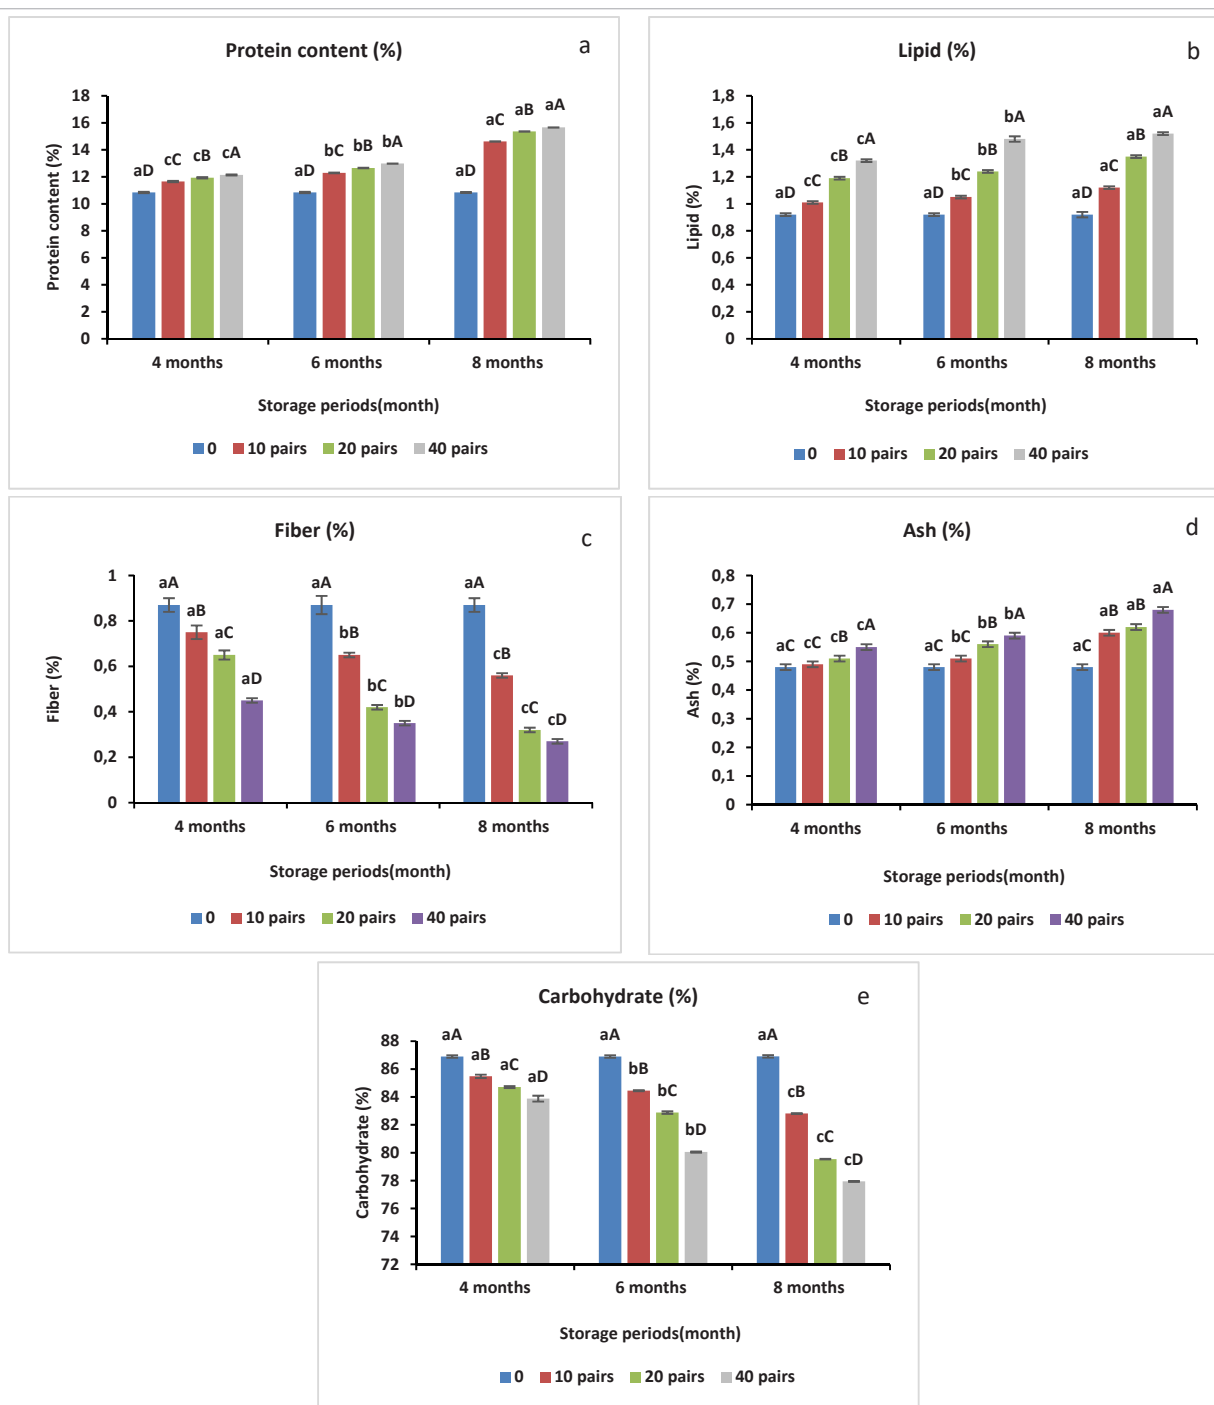 Protein content (%)
a
Protein content (%)
18
16
14
12
10
8
6
4
2
0
aD cC cB cA
aD bC bB bA
aD aC aB aA
4 months 6 months 8 months
Storage periods(month)
0 10 pairs 20 pairs 40 pairs
Lipid (%)
b
Lipid (%)
1,8
1,6
1,4
1,2
1
0,8
0,6
0,4
0,2
0
aD cC cB cA
aD bC bB bA
aD aC aB aA
4 months 6 months 8 months
Storage periods(month)
0 10 pairs 20 pairs 40 pairs
Fiber (%)
c
Fiber (%)
1
0,8
0,6
0,4
0,2
0
aA aB aC aD
aA bB bC bD
aA cB cC cD
4 months 6 months 8 months
Storage periods(month)
0 10 pairs 20 pairs 40 pairs
Ash (%)
d
Ash (%)
0,8
0,7
0,6
0,5
0,4
0,3
0,2
0,1
0
aC cC cB cA
aC bC bB bA
aC aB aB aA
4 months 6 months 8 months
Storage periods(month)
0 10 pairs 20 pairs 40 pairs
Carbohydrate (%)
e
Carbohydrate (%)
88
86
84
82
80
78
76
74
72
aA aB aC aD
aA bB bC bD
aA cB cC cD
4 months 6 months 8 months
Storage periods(month)
0 10 pairs 20 pairs 40 pairs